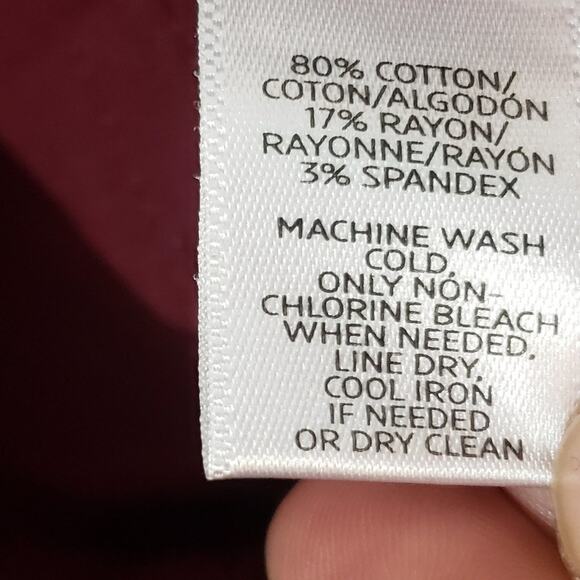 80% COTTON/
COTON/ALGODÓN
17% RAYON/
RAYONNE/RAYÓN
3% SPANDEX
MACHINE WASH
COLD,
ONLY NON-
CHLORINE BLEACH
WHEN NEEDED.
LINE DRY,
COOL IRON
IF NEEDED
OR DRY CLEAN